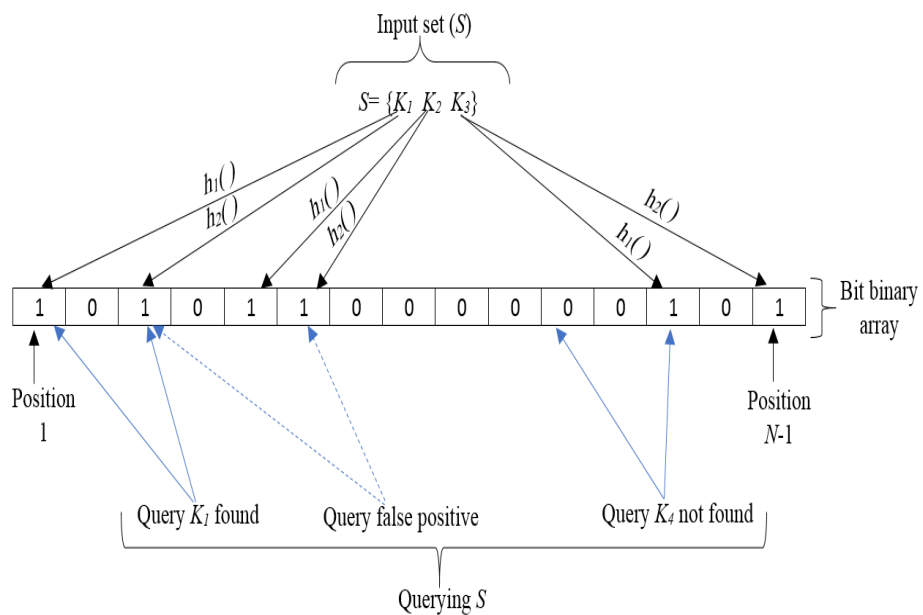 Input set (S)
S= {K₁ K₂ K₃}
h₁()
h₂()
h₁()
h₂()
h₁()
h₂()
1 0 1 0 1 1 0 0 0 0 0 0 1 0 1
Bit binary
array
Position
1
Position
N-1
Query K₁ found
Query false positive
Query K₄ not found
Querying S